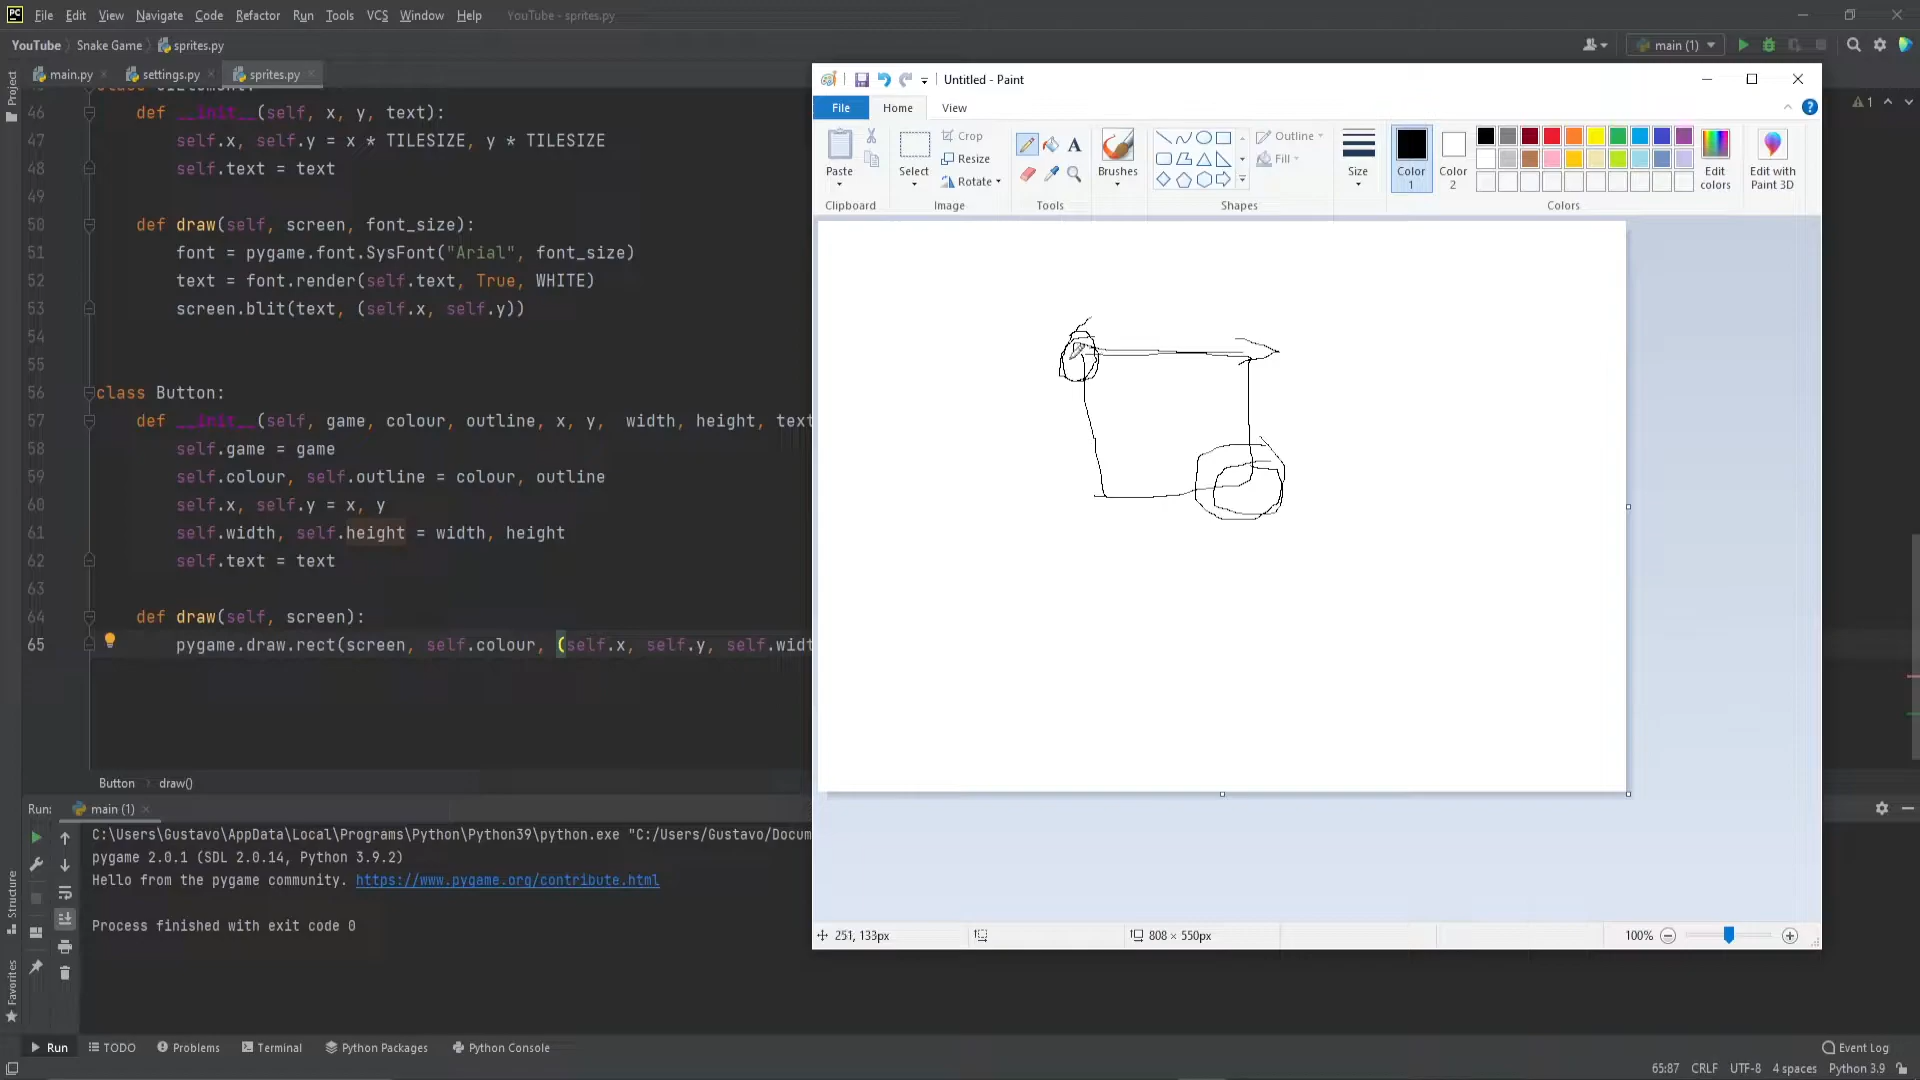 PC File Edit View Navigate Code Refactor Run Tools VCS Window Help YouTube - sprites.py
YouTube Snake Game sprites.py
main (1)
main.py settings.py sprites.py
Project
46 def __init__(self, x, y, text):
47 self.x, self.y = x * TILESIZE, y * TILESIZE
48 self.text = text
49
50 def draw(self, screen, font_size):
51 font = pygame.font.SysFont("Arial", font_size)
52 text = font.render(self.text, True, WHITE)
53 screen.blit(text, (self.x, self.y))
54
55
56 class Button:
57 def __init__(self, game, colour, outline, x, y,  width, height, text
58 self.game = game
59 self.colour, self.outline = colour, outline
60 self.x, self.y = x, y
61 self.width, self.height = width, height
62 self.text = text
63
64 def draw(self, screen):
65 pygame.draw.rect(screen, self.colour, (self.x, self.y, self.widt
Button draw()
1
Untitled - Paint
File Home View
Paste
Clipboard
Select
Crop
Resize
Rotate
Image
A
Tools
Brushes
Outline
Fill
Shapes
Size
Color 1
Color 2
Edit colors
Colors
Edit with Paint 3D
251, 133px
808 × 550px
100%
Run: main (1)
C:\Users\Gustavo\AppData\Local\Programs\Python\Python39\python.exe "C:/Users/Gustavo/Docum
pygame 2.0.1 (SDL 2.0.14, Python 3.9.2)
Hello from the pygame community. https://www.pygame.org/contribute.html
Process finished with exit code 0
Structure
Favorites
Run TODO Problems Terminal Python Packages Python Console Event Log
65:87 CRLF UTF-8 4 spaces Python 3.9